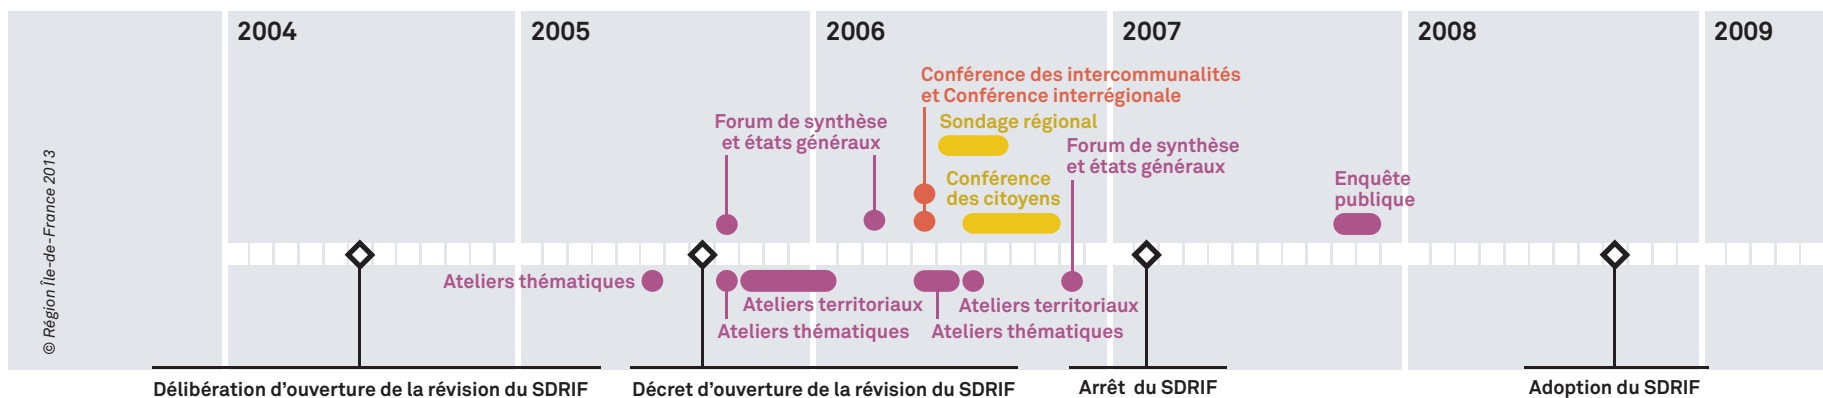 2004
2005
2006
2007
2008
2009
Conférence des intercommunalités
et Conférence interrégionale
Forum de synthèse
et états généraux
Sondage régional
Forum de synthèse
et états généraux
Conférence
des citoyens
Enquête
publique
© Région Île-de-France 2013
Ateliers thématiques
Ateliers territoriaux
Ateliers thématiques
Ateliers territoriaux
Ateliers thématiques
Délibération d’ouverture de la révision du SDRIF
Décret d’ouverture de la révision du SDRIF
Arrêt du SDRIF
Adoption du SDRIF